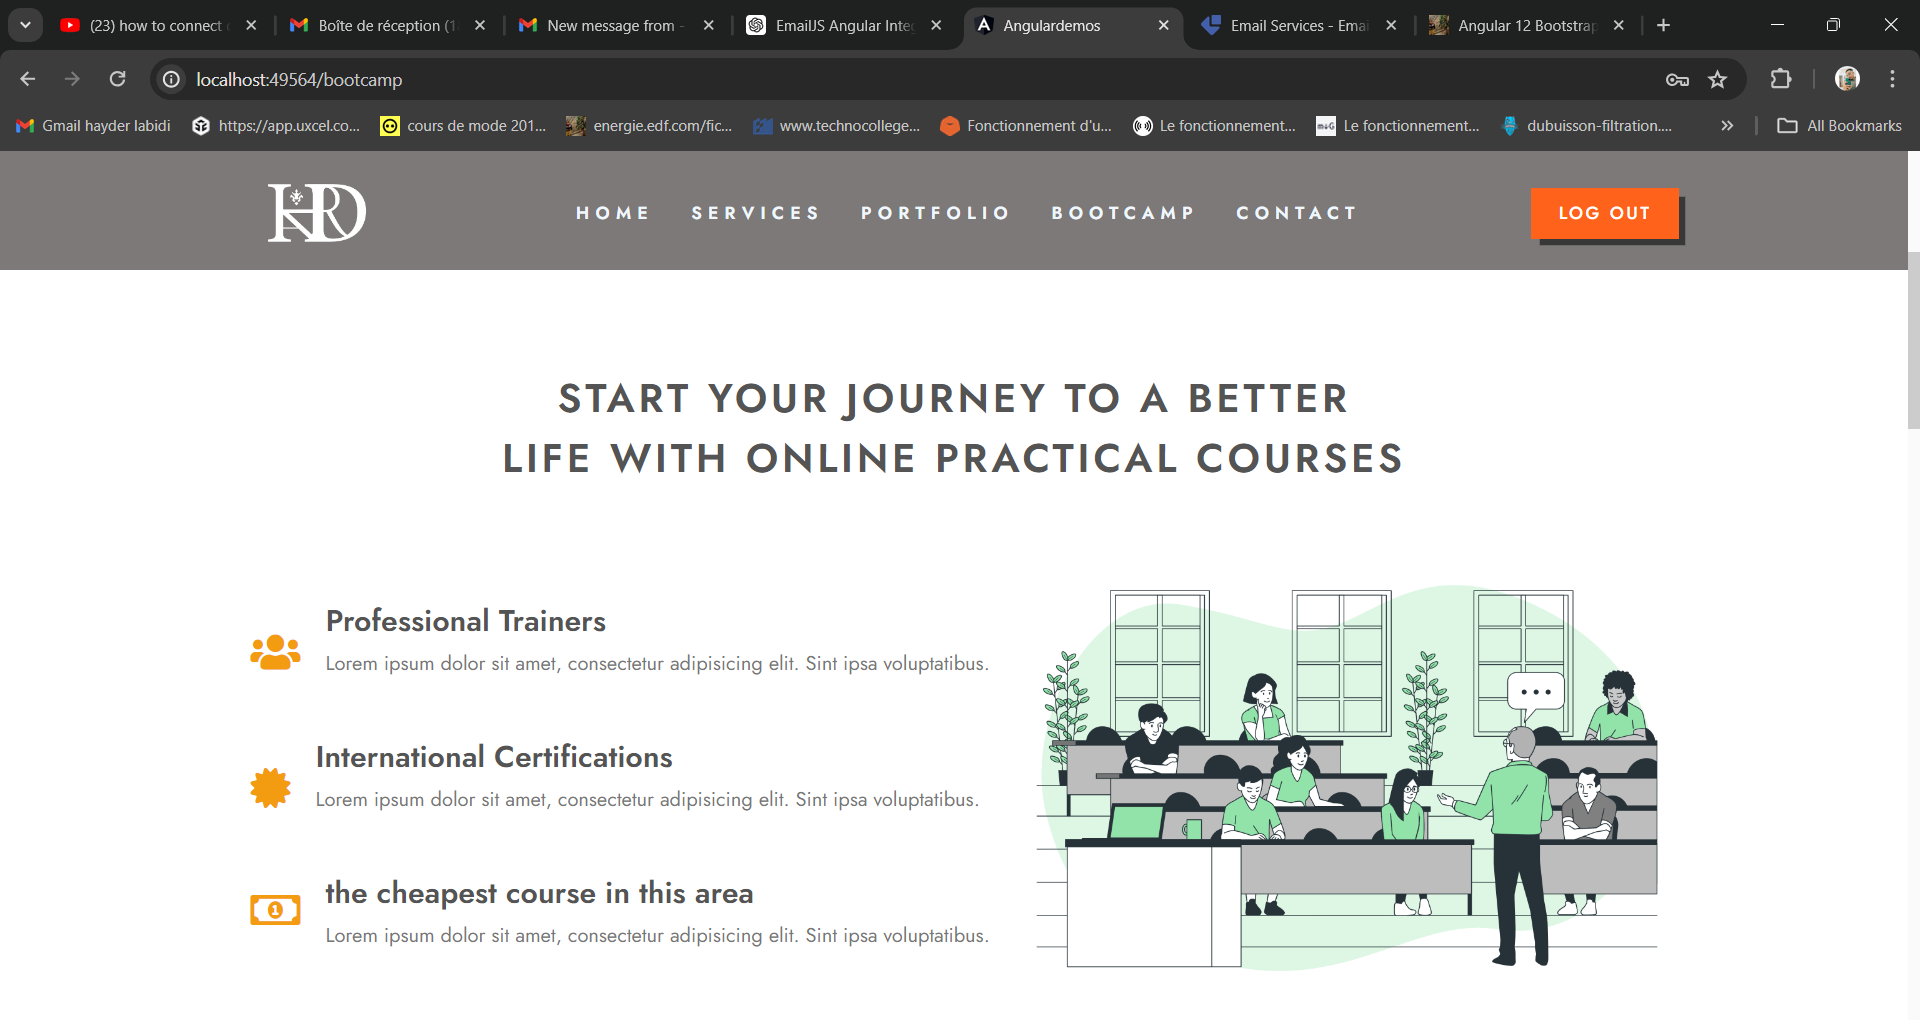 (23) how to connect
Boîte de réception (1
New message from -
EmailJS Angular Integ
Angulardemos
Email Services - Emai
Angular 12 Bootstrap
localhost:49564/bootcamp
Gmail hayder labidi
https://app.uxcel.co...
cours de mode 201...
energie.edf.com/fic...
www.technocollege...
Fonctionnement d'u...
Le fonctionnement...
Le fonctionnement...
dubuisson-filtration....
All Bookmarks
HRD
HOME
SERVICES
PORTFOLIO
BOOTCAMP
CONTACT
LOG OUT
START YOUR JOURNEY TO A BETTER
LIFE WITH ONLINE PRACTICAL COURSES
Professional Trainers
Lorem ipsum dolor sit amet, consectetur adipisicing elit. Sint ipsa voluptatibus.
International Certifications
Lorem ipsum dolor sit amet, consectetur adipisicing elit. Sint ipsa voluptatibus.
1
the cheapest course in this area
Lorem ipsum dolor sit amet, consectetur adipisicing elit. Sint ipsa voluptatibus.